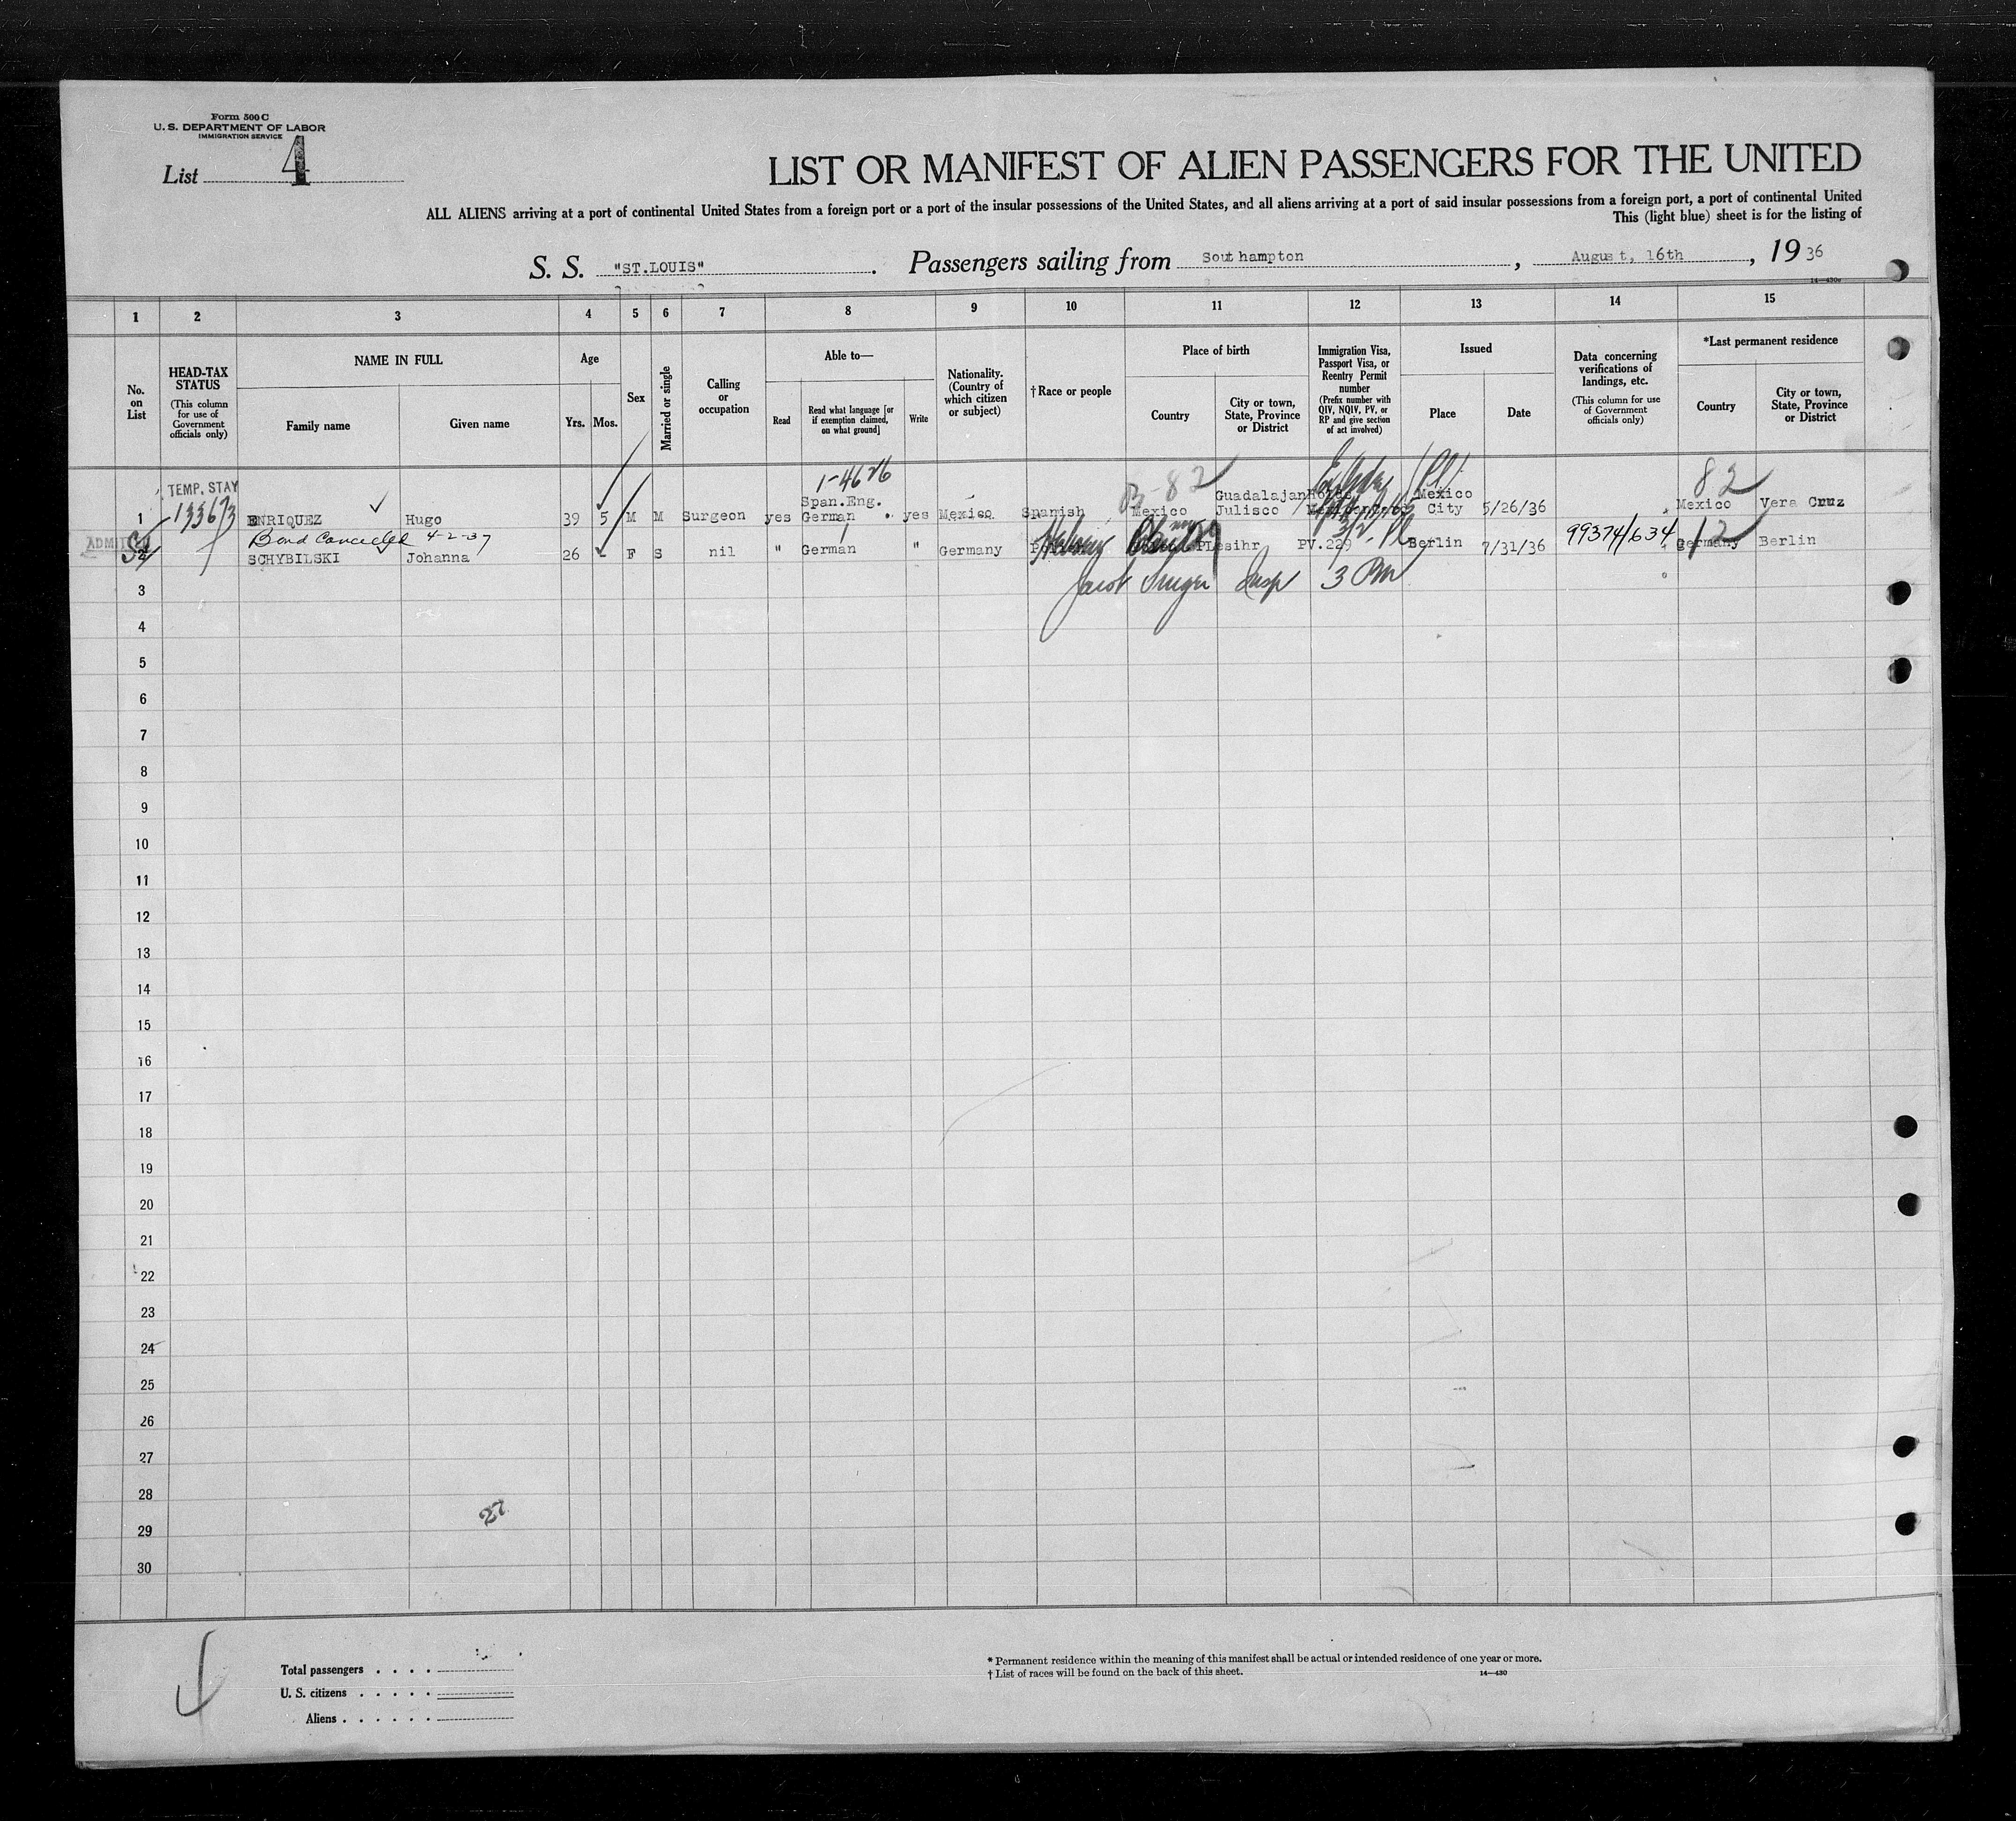 Form 500 C
U. S. DEPARTMENT OF LABOR
IMMIGRATION SERVICE
List 4
LIST OR MANIFEST OF ALIEN PASSENGERS FOR THE UNITED
ALL ALIENS arriving at a port of continental United States from a foreign port or a port of the insular possessions of the United States, and all aliens arriving at a port of said insular possessions from a foreign port, a port of continental United
This (light blue) sheet is for the listing of
S. S. "ST.LOUIS". Passengers sailing from Southampton, August, 16th, 1936
14—430c
1 2 3 4 5 6 7 8 9 10 11 12 13 14 15
No. on List
HEAD-TAX STATUS
(This column for use of Government officials only)
NAME IN FULL
Family name
Given name
Age
Yrs. Mos.
Sex
Married or single
Calling or occupation
Able to—
Read
Read what language [or if exemption claimed, on what ground]
Write
Nationality. (Country of which citizen or subject)
† Race or people
Place of birth
Country
City or town, State, Province or District
Immigration Visa, Passport Visa, or Reentry Permit number
(Prefix number with QIV, NQIV, PV, or RP and give section of act involved)
Issued
Place
Date
Data concerning verifications of landings, etc.
(This column for use of Government officials only)
*Last permanent residence
Country
City or town, State, Province or District
TEMP. STAY
1-4626
82
Span.Eng. Guadalajan Mexico
1 ENRIQUEZ Hugo 39 5 M M Surgeon yes German yes Mexico Spanish Mexico Julisco City 5/26/36 Mexico Vera Cruz
Bond Cancelled 4-2-37
ADMITTED
2 SCHYBILSKI Johanna 26 F S nil " German " Germany Plesihr PV.229 Berlin 7/31/36 99374/634 Germany 12 Berlin
3 Jacob Insp 3 PM
4
5
6
7
8
9
10
11
12
13
14
15
16
17
18
19
20
21
22
23
24
25
26
27
28
27
29
30
Total passengers . . . .
U. S. citizens . . . . .
Aliens . . . . . .
* Permanent residence within the meaning of this manifest shall be actual or intended residence of one year or more.
† List of races will be found on the back of this sheet.
14—430